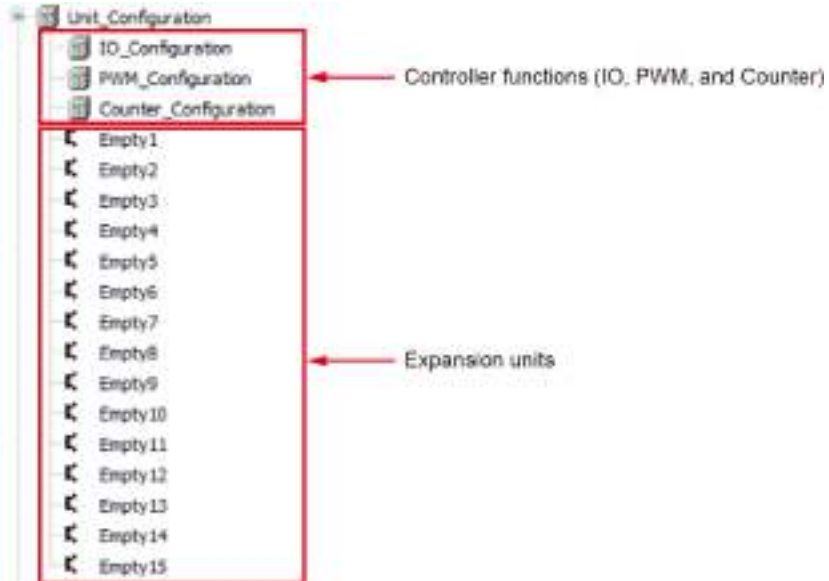 Unit_Configuration
IO_Configuration
PWM_Configuration
Controller functions (IO, PWM, and Counter)
Counter_Configuration
Empty1
Empty2
Empty3
Empty4
Empty5
Empty6
Empty7
Empty8
Expansion units
Empty9
Empty10
Empty11
Empty12
Empty13
Empty14
Empty15